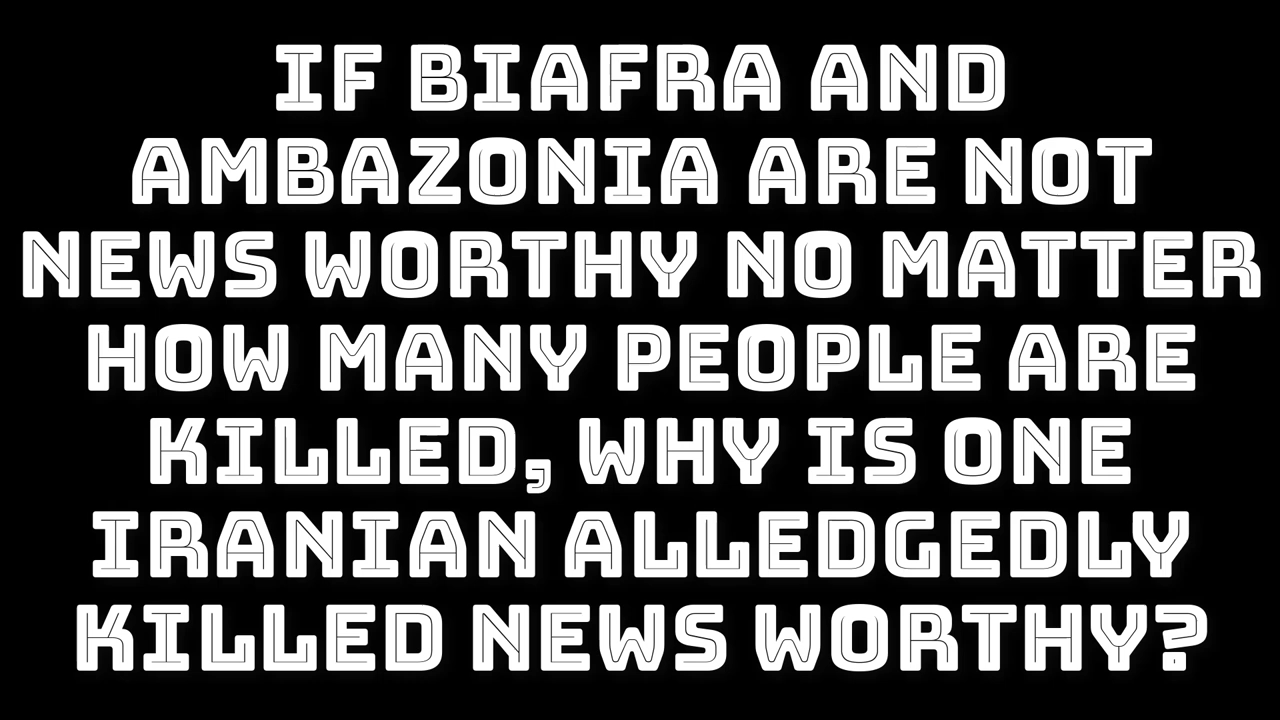 IF BIAFRA AND
AMBAZONIA ARE NOT
NEWS WORTHY NO MATTER
HOW MANY PEOPLE ARE
KILLED, WHY IS ONE
IRANIAN ALLEDGEDLY
KILLED NEWS WORTHY?